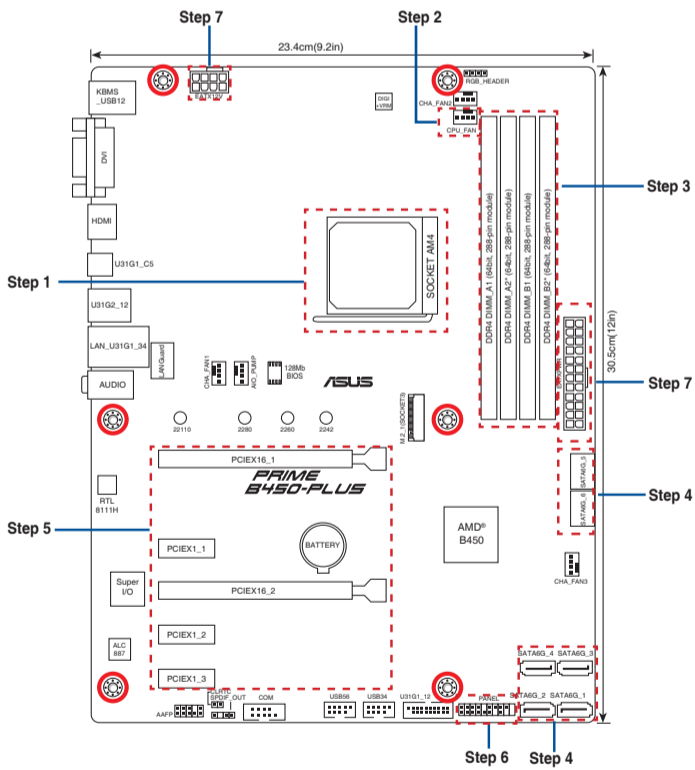 Step 7
Step 2
23.4cm(9.2in)
KBMS
_USB12
EATX12V
DIGI
+VRM
RGB_HEADER
CHA_FAN2
CPU_FAN
DVI
Step 3
HDMI
DDR4 DIMM_A1 (64bit, 288-pin module)
DDR4 DIMM_A2* (64bit, 288-pin module)
DDR4 DIMM_B1 (64bit, 288-pin module)
DDR4 DIMM_B2* (64bit, 288-pin module)
SOCKET AM4
U31G1_C5
Step 1
U31G2_12
30.5cm(12in)
LAN_U31G1_34
LANGuard
CHA_FAN1
AIO_PUMP
128Mb
BIOS
AUDIO
ASUS
EATXPWR
Step 7
M.2_1(SOCKET3)
22110
2280
2260
2242
PCIEX16_1
PRIME
B450-PLUS
SATA6G_5
SATA6G_6
Step 4
RTL
8111H
Step 5
AMD®
B450
BATTERY
PCIEX1_1
CHA_FAN3
Super
I/O
PCIEX16_2
ALC
887
PCIEX1_2
SATA6G_4
SATA6G_3
PCIEX1_3
CLRTC
SPDIF_OUT
AAFP
COM
USB56
USB34
U31G1_12
PANEL
SATA6G_2
SATA6G_1
Step 6
Step 4